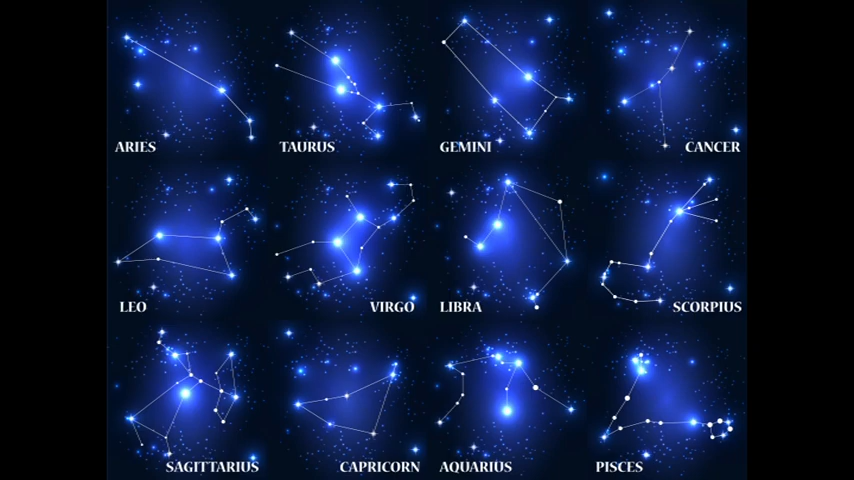 ARIES
TAURUS
GEMINI
CANCER
LEO
VIRGO
LIBRA
SCORPIUS
SAGITTARIUS
CAPRICORN
AQUARIUS
PISCES